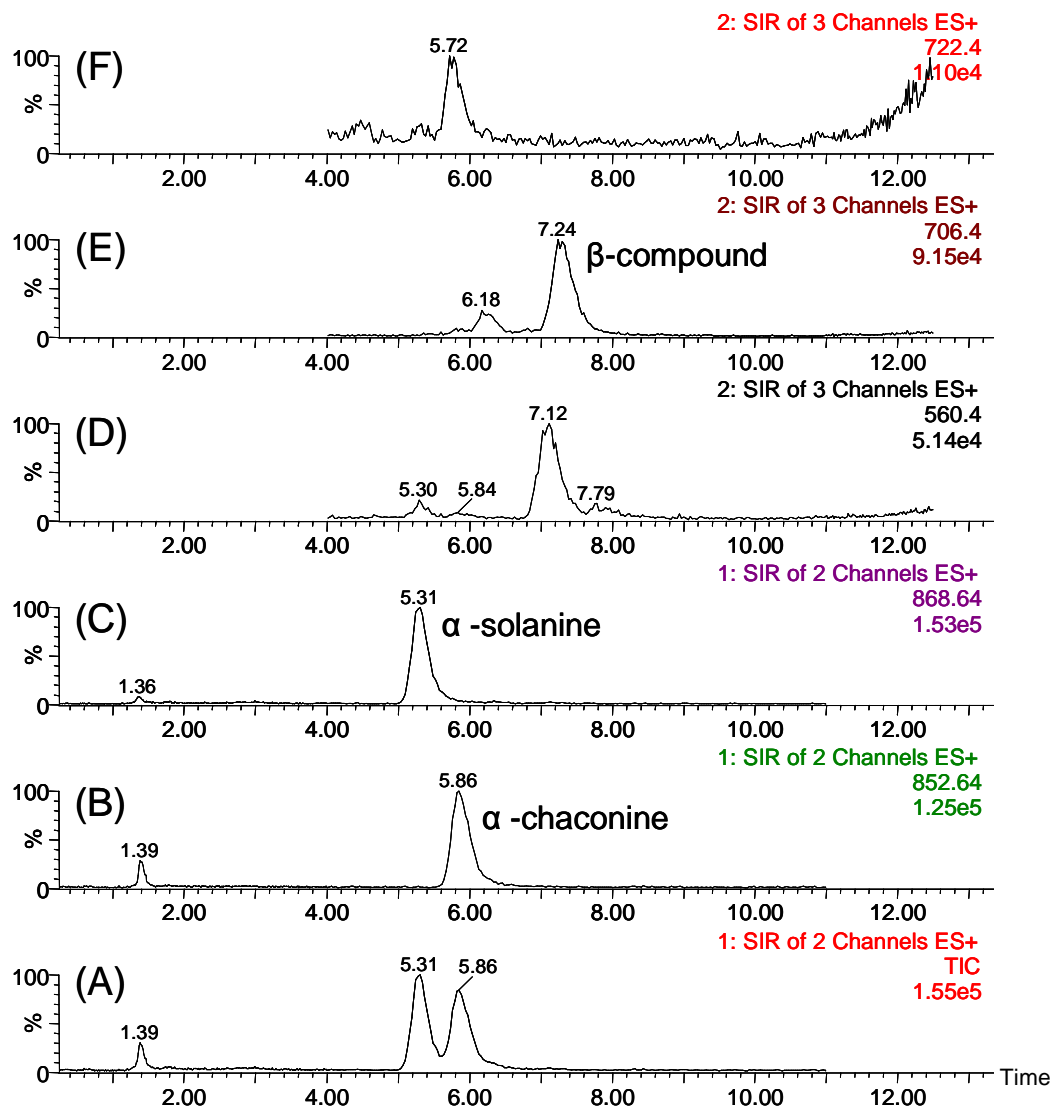 2: SIR of 3 Channels ES+
722.4
1.10e4
(F)
5.72
100
%
0
2.00 4.00 6.00 8.00 10.00 12.00
2: SIR of 3 Channels ES+
706.4
9.15e4
(E)
7.24
β-compound
6.18
100
%
0
2.00 4.00 6.00 8.00 10.00 12.00
2: SIR of 3 Channels ES+
560.4
5.14e4
(D)
7.12
5.30 5.84 7.79
100
%
0
2.00 4.00 6.00 8.00 10.00 12.00
1: SIR of 2 Channels ES+
868.64
1.53e5
(C)
5.31
α -solanine
1.36
100
%
0
2.00 4.00 6.00 8.00 10.00 12.00
1: SIR of 2 Channels ES+
852.64
1.25e5
(B)
5.86
α -chaconine
1.39
100
%
0
2.00 4.00 6.00 8.00 10.00 12.00
1: SIR of 2 Channels ES+
TIC
1.55e5
(A)
5.31 5.86
1.39
100
%
0
Time
2.00 4.00 6.00 8.00 10.00 12.00